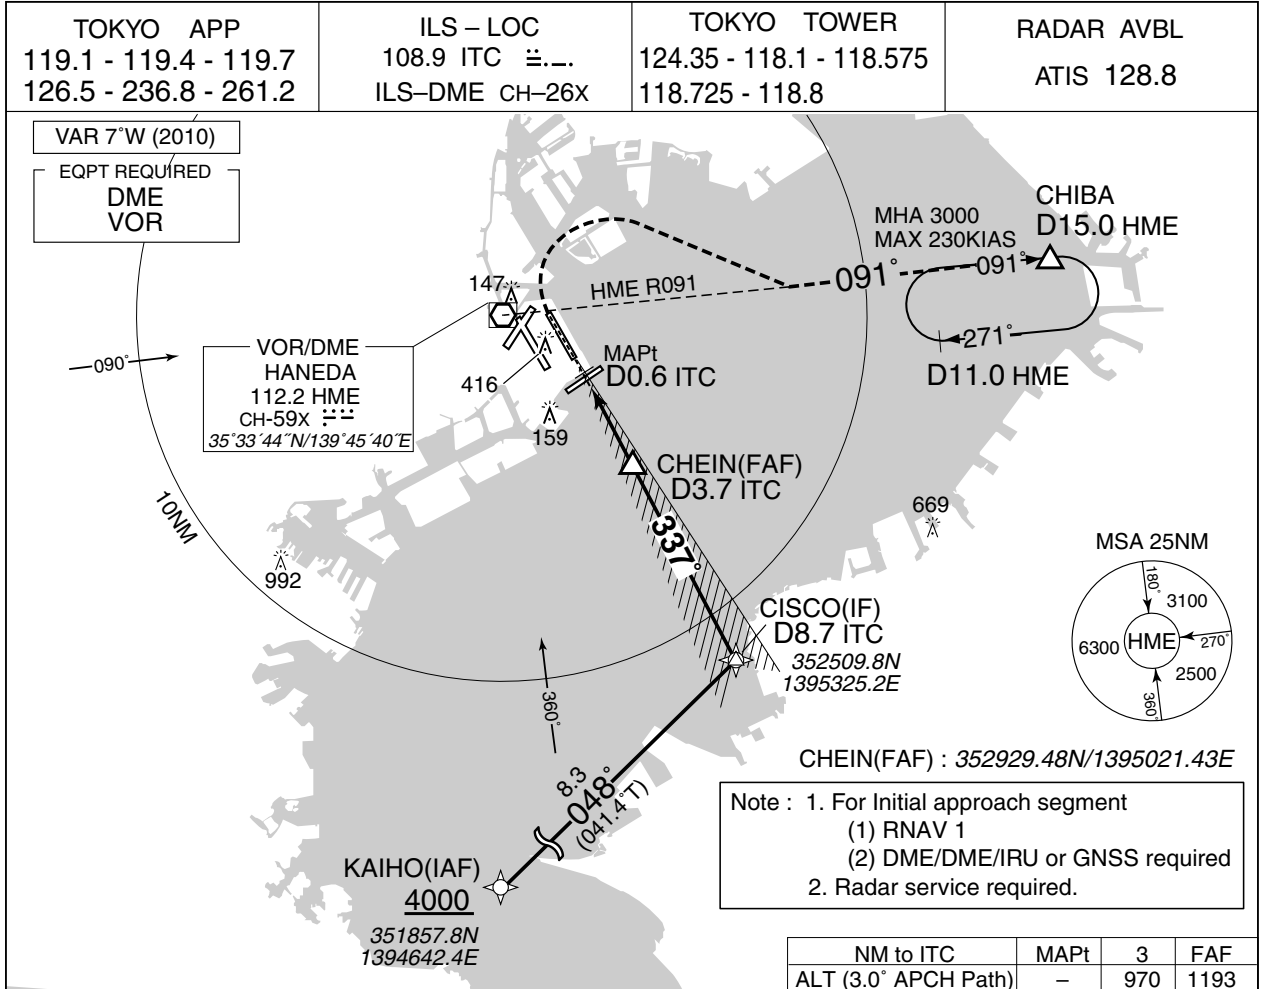 TOKYO APP
119.1 - 119.4 - 119.7
126.5 - 236.8 - 261.2
ILS – LOC
108.9 ITC
ILS–DME CH–26X
TOKYO TOWER
124.35 - 118.1 - 118.575
118.725 - 118.8
RADAR AVBL
ATIS 128.8
VAR 7°W (2010)
EQPT REQUIRED
DME
VOR
CHIBA
D15.0 HME
MHA 3000
MAX 230KIAS
091°
091°
HME R091
271°
D11.0 HME
147
090°
VOR/DME
HANEDA
112.2 HME
CH-59X
35°33´44˝N/139°45´40˝E
416
159
MAPt
D0.6 ITC
CHEIN(FAF)
D3.7 ITC
337°
10NM
992
669
CISCO(IF)
D8.7 ITC
352509.8N
1395325.2E
MSA 25NM
180°
3100
6300
HME
270°
2500
360°
360°
CHEIN(FAF) : 352929.48N/1395021.43E
8.3
048°
(041.4°T)
KAIHO(IAF)
4000
351857.8N
1394642.4E
Note : 1. For Initial approach segment
(1) RNAV 1
(2) DME/DME/IRU or GNSS required
2. Radar service required.
NM to ITC MAPt 3 FAF
ALT (3.0° APCH Path) – 970 1193